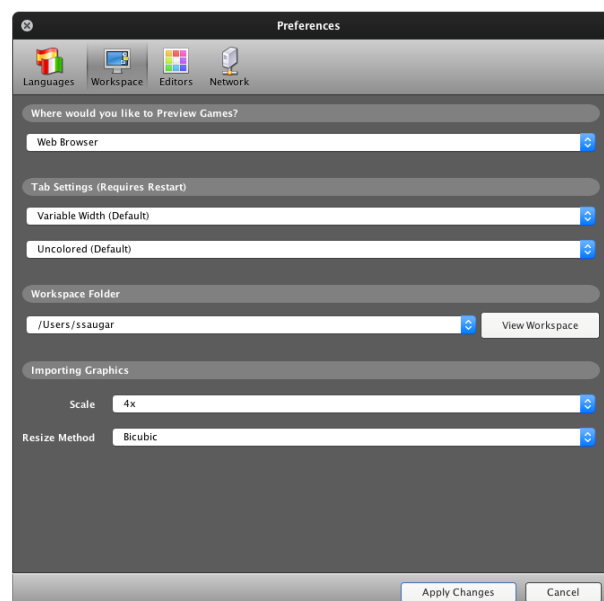 Preferences
Languages Workspace Editors Network
Where would you like to Preview Games?
Web Browser
Tab Settings (Requires Restart)
Variable Width (Default)
Uncolored (Default)
Workspace Folder
/Users/ssaugar View Workspace
Importing Graphics
Scale 4x
Resize Method Bicubic
Apply Changes Cancel